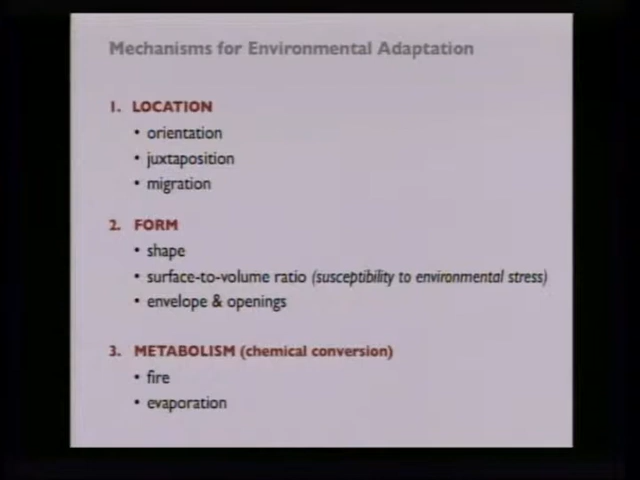 Mechanisms for Environmental Adaptation
1. LOCATION
• orientation
• juxtaposition
• migration
2. FORM
• shape
• surface-to-volume ratio (susceptibility to environmental stress)
• envelope & openings
3. METABOLISM (chemical conversion)
• fire
• evaporation